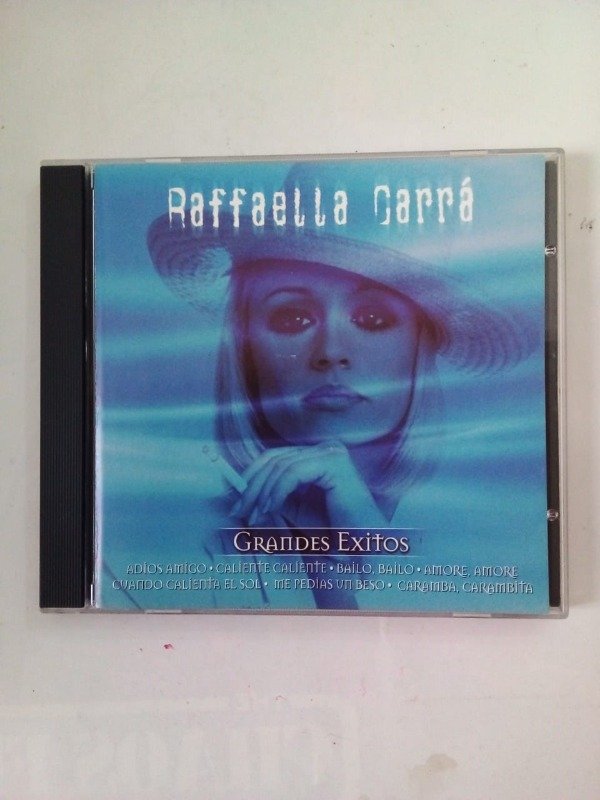 Raffaella Carrá
GRANDES EXITOS
ADIOS AMIGO • CALIENTE CALIENTE • BAILO, BAILO • AMORE, AMORE
CUANDO CALIENTA EL SOL • ME PEDIAS UN BESO • CARAMBA, CARAMBITA